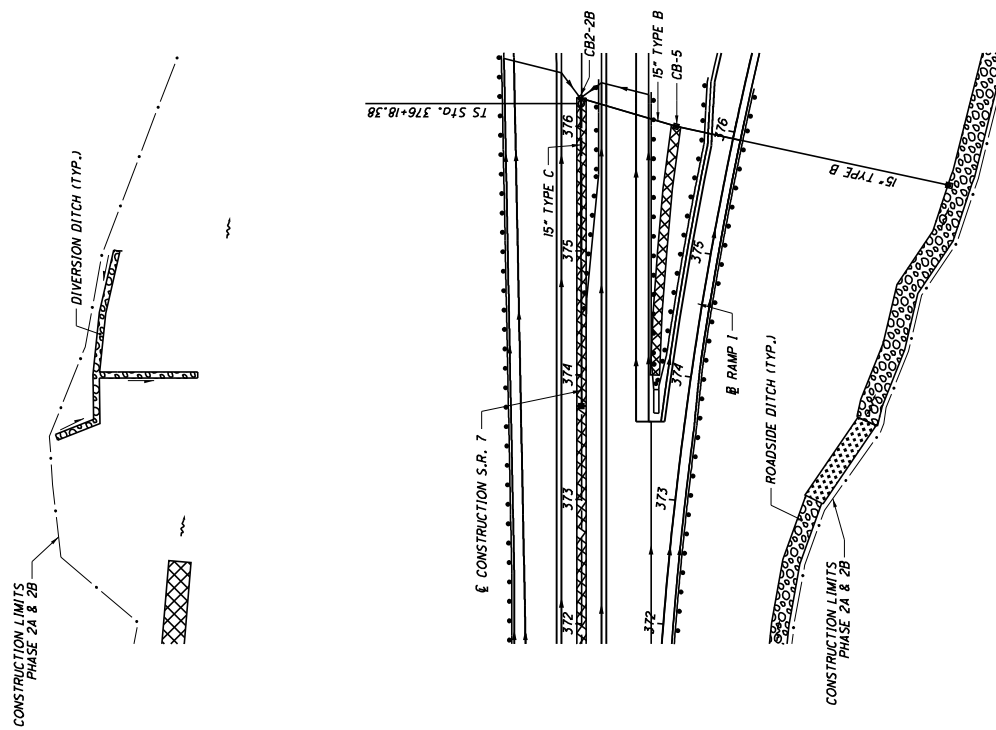 CONSTRUCTION LIMITS
PHASE 2A & 2B
DIVERSION DITCH (TYP.)
TS Sta. 376+18.38
CB2-2B
15" TYPE B
CB-5
15" TYPE C
15" TYPE B
℄ CONSTRUCTION S.R. 7
372
373
374
375
376
372
373
374
375
376
℄ RAMP 1
ROADSIDE DITCH (TYP.)
CONSTRUCTION LIMITS
PHASE 2A & 2B